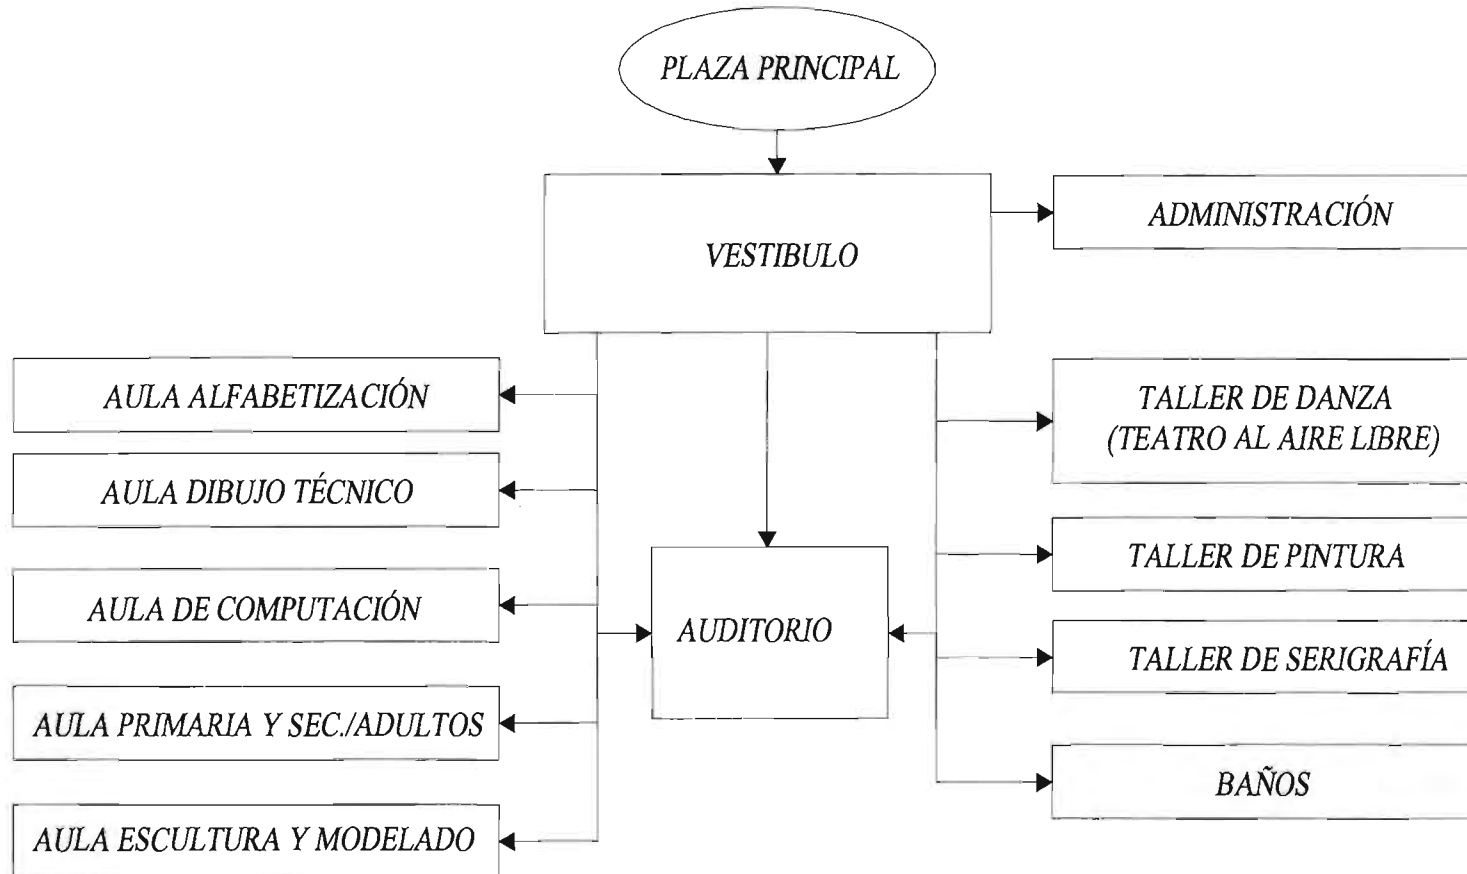 PLAZA PRINCIPAL
VESTIBULO
ADMINISTRACIÓN
AULA ALFABETIZACIÓN
AULA DIBUJO TÉCNICO
AULA DE COMPUTACIÓN
AULA PRIMARIA Y SEC./ADULTOS
AULA ESCULTURA Y MODELADO
AUDITORIO
TALLER DE DANZA
(TEATRO AL AIRE LIBRE)
TALLER DE PINTURA
TALLER DE SERIGRAFÍA
BAÑOS